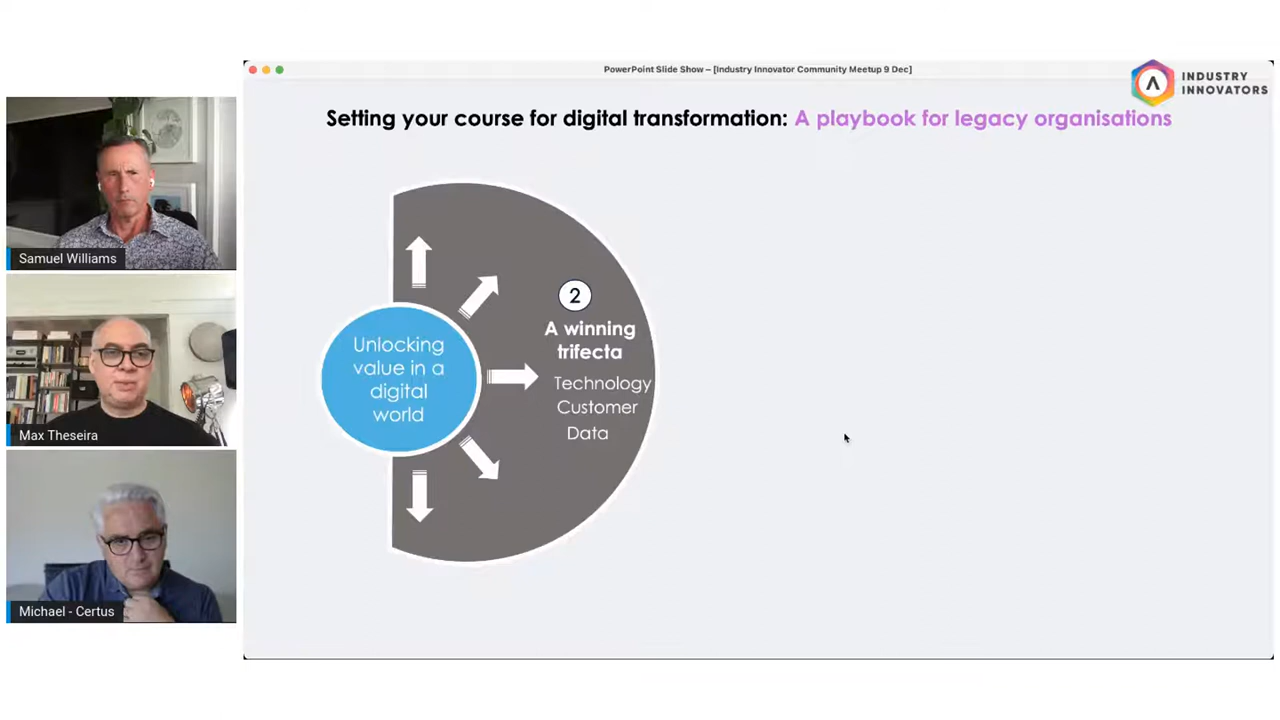 PowerPoint Slide Show – [Industry Innovator Community Meetup 9 Dec]
INDUSTRY
INNOVATORS
Setting your course for digital transformation: A playbook for legacy organisations
Samuel Williams
Max Theseira
Michael - Certus
Unlocking
value in a
digital
world
2
A winning
trifecta
Technology
Customer
Data